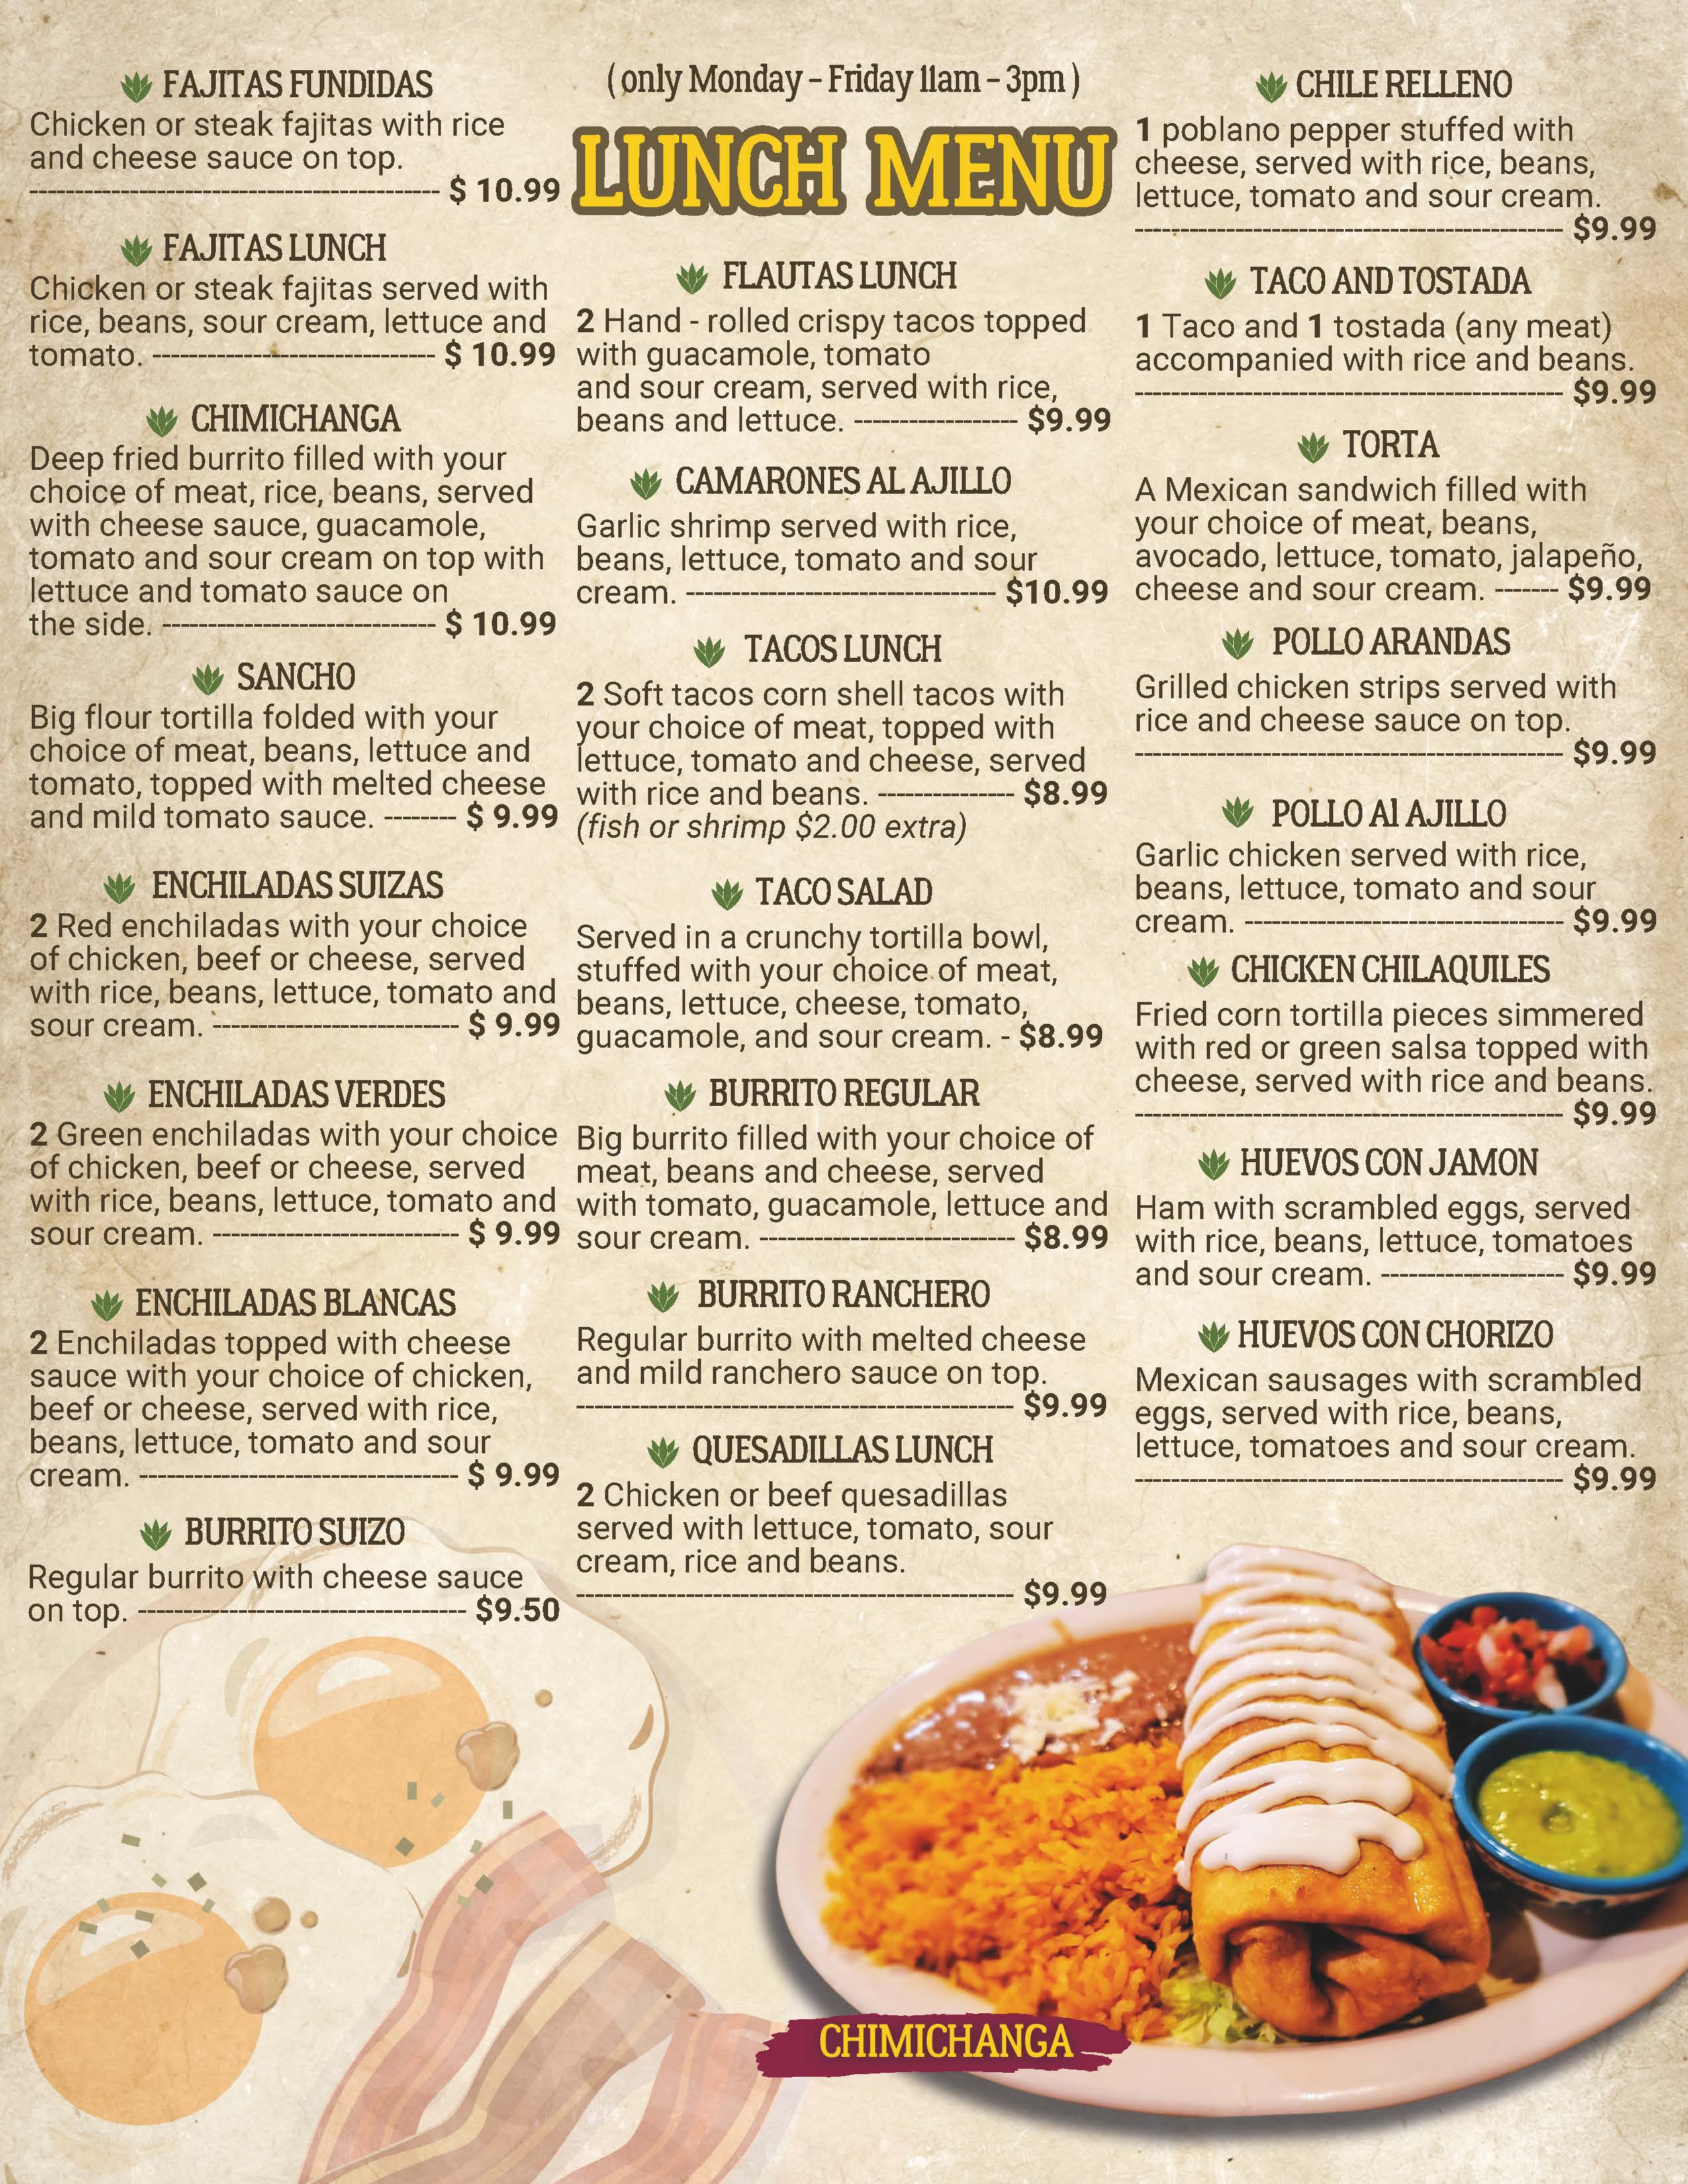 FAJITAS FUNDIDAS
Chicken or steak fajitas with rice
and cheese sauce on top.
--------------------------------------------- $ 10.99
FAJITAS LUNCH
Chicken or steak fajitas served with
rice, beans, sour cream, lettuce and
tomato. ------------------------------- $ 10.99
CHIMICHANGA
Deep fried burrito filled with your
choice of meat, rice, beans, served
with cheese sauce, guacamole,
tomato and sour cream on top with
lettuce and tomato sauce on
the side. ------------------------------ $ 10.99
SANCHO
Big flour tortilla folded with your
choice of meat, beans, lettuce and
tomato, topped with melted cheese
and mild tomato sauce. -------- $ 9.99
ENCHILADAS SUIZAS
2 Red enchiladas with your choice
of chicken, beef or cheese, served
with rice, beans, lettuce, tomato and
sour cream. --------------------------- $ 9.99
ENCHILADAS VERDES
2 Green enchiladas with your choice
of chicken, beef or cheese, served
with rice, beans, lettuce, tomato and
sour cream. --------------------------- $ 9.99
ENCHILADAS BLANCAS
2 Enchiladas topped with cheese
sauce with your choice of chicken,
beef or cheese, served with rice,
beans, lettuce, tomato and sour
cream. ----------------------------------- $ 9.99
BURRITO SUIZO
Regular burrito with cheese sauce
on top. ------------------------------------ $9.50
( only Monday - Friday 11am - 3pm )
LUNCH MENU
FLAUTAS LUNCH
2 Hand - rolled crispy tacos topped
with guacamole, tomato
and sour cream, served with rice,
beans and lettuce. ------------------ $9.99
CAMARONES AL AJILLO
Garlic shrimp served with rice,
beans, lettuce, tomato and sour
cream. ---------------------------------- $10.99
TACOS LUNCH
2 Soft tacos corn shell tacos with
your choice of meat, topped with
lettuce, tomato and cheese, served
with rice and beans. --------------- $8.99
(fish or shrimp $2.00 extra)
TACO SALAD
Served in a crunchy tortilla bowl,
stuffed with your choice of meat,
beans, lettuce, cheese, tomato,
guacamole, and sour cream. - $8.99
BURRITO REGULAR
Big burrito filled with your choice of
meat, beans and cheese, served
with tomato, guacamole, lettuce and
sour cream. ---------------------------- $8.99
BURRITO RANCHERO
Regular burrito with melted cheese
and mild ranchero sauce on top.
------------------------------------------------ $9.99
QUESADILLAS LUNCH
2 Chicken or beef quesadillas
served with lettuce, tomato, sour
cream, rice and beans.
------------------------------------------------ $9.99
CHILE RELLENO
1 poblano pepper stuffed with
cheese, served with rice, beans,
lettuce, tomato and sour cream.
----------------------------------------------- $9.99
TACO AND TOSTADA
1 Taco and 1 tostada (any meat)
accompanied with rice and beans.
----------------------------------------------- $9.99
TORTA
A Mexican sandwich filled with
your choice of meat, beans,
avocado, lettuce, tomato, jalapeño,
cheese and sour cream. ------- $9.99
POLLO ARANDAS
Grilled chicken strips served with
rice and cheese sauce on top.
----------------------------------------------- $9.99
POLLO Al AJILLO
Garlic chicken served with rice,
beans, lettuce, tomato and sour
cream. ----------------------------------- $9.99
CHICKEN CHILAQUILES
Fried corn tortilla pieces simmered
with red or green salsa topped with
cheese, served with rice and beans.
----------------------------------------------- $9.99
HUEVOS CON JAMON
Ham with scrambled eggs, served
with rice, beans, lettuce, tomatoes
and sour cream. -------------------- $9.99
HUEVOS CON CHORIZO
Mexican sausages with scrambled
eggs, served with rice, beans,
lettuce, tomatoes and sour cream.
----------------------------------------------- $9.99
CHIMICHANGA